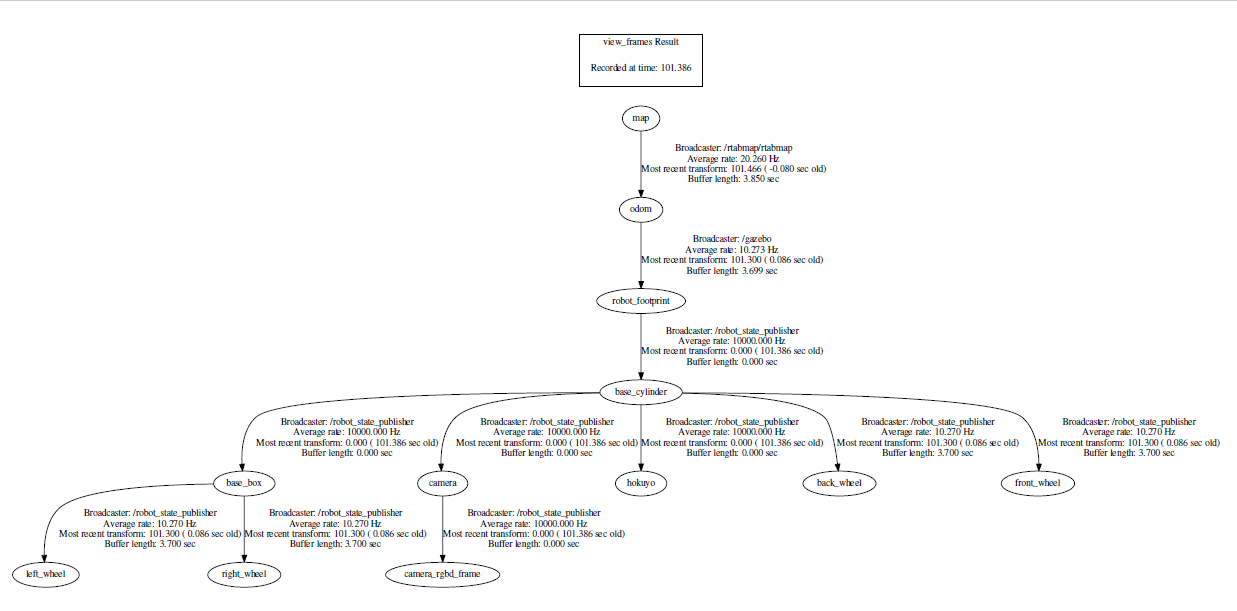 view_frames Result
Recorded at time: 101.386
map
Broadcaster: /rtabmap/rtabmap
Average rate: 20.260 Hz
Most recent transform: 101.466 ( -0.080 sec old)
Buffer length: 3.850 sec
odom
Broadcaster: /gazebo
Average rate: 10.273 Hz
Most recent transform: 101.300 ( 0.086 sec old)
Buffer length: 3.699 sec
robot_footprint
Broadcaster: /robot_state_publisher
Average rate: 10000.000 Hz
Most recent transform: 0.000 ( 101.386 sec old)
Buffer length: 0.000 sec
base_cylinder
Broadcaster: /robot_state_publisher
Average rate: 10000.000 Hz
Most recent transform: 0.000 ( 101.386 sec old)
Buffer length: 0.000 sec
Broadcaster: /robot_state_publisher
Average rate: 10000.000 Hz
Most recent transform: 0.000 ( 101.386 sec old)
Buffer length: 0.000 sec
Broadcaster: /robot_state_publisher
Average rate: 10000.000 Hz
Most recent transform: 0.000 ( 101.386 sec old)
Buffer length: 0.000 sec
Broadcaster: /robot_state_publisher
Average rate: 10.270 Hz
Most recent transform: 101.300 ( 0.086 sec old)
Buffer length: 3.700 sec
Broadcaster: /robot_state_publisher
Average rate: 10.270 Hz
Most recent transform: 101.300 ( 0.086 sec old)
Buffer length: 3.700 sec
base_box
camera
hokuyo
back_wheel
front_wheel
Broadcaster: /robot_state_publisher
Average rate: 10.270 Hz
Most recent transform: 101.300 ( 0.086 sec old)
Buffer length: 3.700 sec
Broadcaster: /robot_state_publisher
Average rate: 10.270 Hz
Most recent transform: 101.300 ( 0.086 sec old)
Buffer length: 3.700 sec
Broadcaster: /robot_state_publisher
Average rate: 10000.000 Hz
Most recent transform: 0.000 ( 101.386 sec old)
Buffer length: 0.000 sec
left_wheel
right_wheel
camera_rgbd_frame